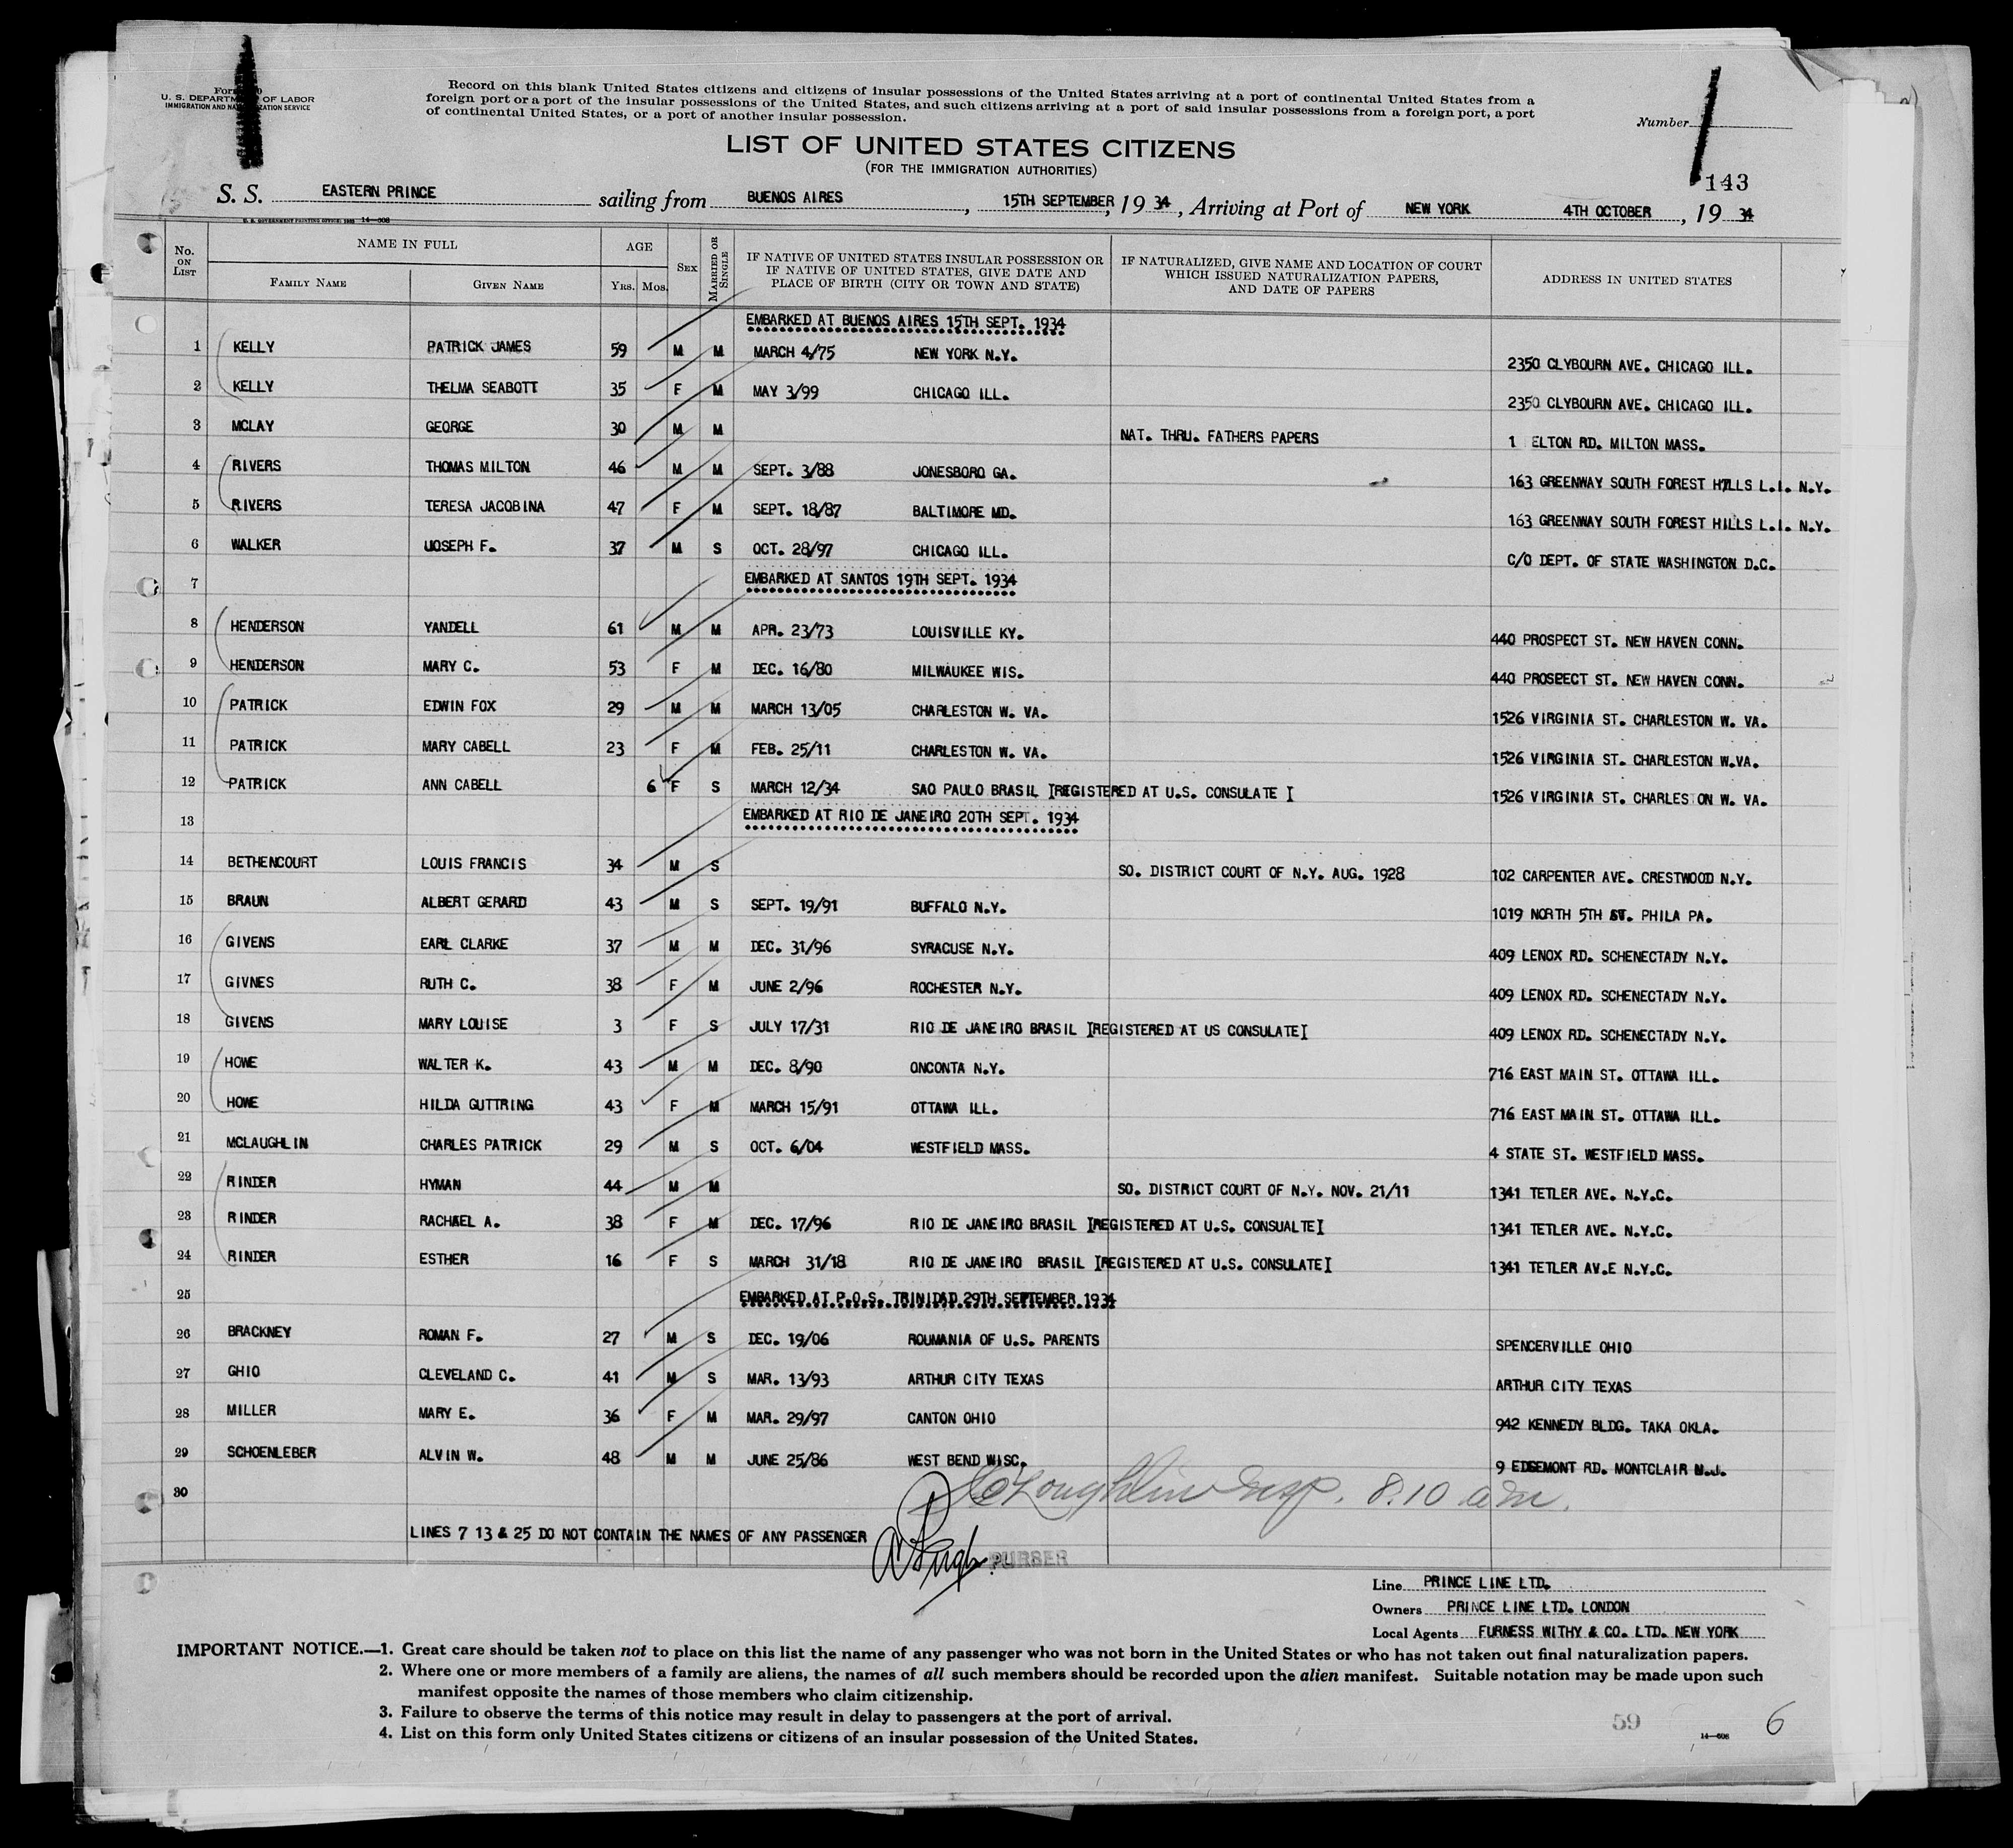 U. S. DEPARTMENT OF LABOR
IMMIGRATION AND NATURALIZATION SERVICE
Record on this blank United States citizens and citizens of insular possessions of the United States arriving at a port of continental United States from a
foreign port or a port of the insular possessions of the United States, and such citizens arriving at a port of said insular possessions from a foreign port, a port
of continental United States, or a port of another insular possession.
Number
LIST OF UNITED STATES CITIZENS
(FOR THE IMMIGRATION AUTHORITIES)
143
S. S. EASTERN PRINCE sailing from BUENOS AIRES, 15TH SEPTEMBER, 19 34, Arriving at Port of NEW YORK 4TH OCTOBER, 19 34
U. S. GOVERNMENT PRINTING OFFICE: 14—608
No. ON LIST NAME IN FULL AGE SEX MARRIED OR SINGLE IF NATIVE OF UNITED STATES INSULAR POSSESSION OR IF NATIVE OF UNITED STATES, GIVE DATE AND PLACE OF BIRTH (CITY OR TOWN AND STATE) IF NATURALIZED, GIVE NAME AND LOCATION OF COURT WHICH ISSUED NATURALIZATION PAPERS, AND DATE OF PAPERS ADDRESS IN UNITED STATES
FAMILY NAME GIVEN NAME YRS. MOS.
EMBARKED AT BUENOS AIRES 15TH SEPT. 1934
1 KELLY PATRICK JAMES 59 M M MARCH 4/75 NEW YORK N.Y. 2350 CLYBOURN AVE. CHICAGO ILL.
2 KELLY THELMA SEABOTT 35 F M MAY 3/99 CHICAGO ILL. 2350 CLYBOURN AVE. CHICAGO ILL.
3 MCLAY GEORGE 30 M M NAT. THRU. FATHERS PAPERS 1 ELTON RD. MILTON MASS.
4 RIVERS THOMAS MILTON 46 M M SEPT. 3/88 JONESBORO GA. 163 GREENWAY SOUTH FOREST HILLS L.I. N.Y.
5 RIVERS TERESA JACOBINA 47 F M SEPT. 18/87 BALTIMORE MD. 163 GREENWAY SOUTH FOREST HILLS L.I. N.Y.
6 WALKER JOSEPH F. 37 M S OCT. 28/97 CHICAGO ILL. C/O DEPT. OF STATE WASHINGTON D.C.
7 EMBARKED AT SANTOS 19TH SEPT. 1934
8 HENDERSON YANDELL 61 M M APR. 23/73 LOUISVILLE KY. 440 PROSPECT ST. NEW HAVEN CONN.
9 HENDERSON MARY C. 53 F M DEC. 16/80 MILWAUKEE WIS. 440 PROSPECT ST. NEW HAVEN CONN.
10 PATRICK EDWIN FOX 29 M M MARCH 13/05 CHARLESTON W. VA. 1526 VIRGINIA ST. CHARLESTON W. VA.
11 PATRICK MARY CABELL 23 F M FEB. 25/11 CHARLESTON W. VA. 1526 VIRGINIA ST. CHARLESTON W.VA.
12 PATRICK ANN CABELL 6 F S MARCH 12/34 SAO PAULO BRASIL [REGISTERED AT U.S. CONSULATE ] 1526 VIRGINIA ST. CHARLESTON W. VA.
13 EMBARKED AT RIO DE JANEIRO 20TH SEPT. 1934
14 BETHENCOURT LOUIS FRANCIS 34 M S SO. DISTRICT COURT OF N.Y. AUG. 1928 102 CARPENTER AVE. CRESTWOOD N.Y.
15 BRAUN ALBERT GERARD 43 M S SEPT. 19/91 BUFFALO N.Y. 1019 NORTH 5TH ST. PHILA PA.
16 GIVENS EARL CLARKE 37 M M DEC. 31/96 SYRACUSE N.Y. 409 LENOX RD. SCHENECTADY N.Y.
17 GIVNES RUTH C. 38 F M JUNE 2/96 ROCHESTER N.Y. 409 LENOX RD. SCHENECTADY N.Y.
18 GIVENS MARY LOUISE 3 F S JULY 17/31 RIO DE JANEIRO BRASIL [REGISTERED AT US CONSULATE] 409 LENOX RD. SCHENECTADY N.Y.
19 HOWE WALTER K. 43 M M DEC. 8/90 ONCONTA N.Y. 716 EAST MAIN ST. OTTAWA ILL.
20 HOWE HILDA GUTTRING 43 F M MARCH 15/91 OTTAWA ILL. 716 EAST MAIN ST. OTTAWA ILL.
21 MCLAUGHLIN CHARLES PATRICK 29 M S OCT. 6/04 WESTFIELD MASS. 4 STATE ST. WESTFIELD MASS.
22 RINDER HYMAN 44 M M SO. DISTRICT COURT OF N.Y. NOV. 21/11 1341 TETLER AVE. N.Y.C.
23 RINDER RACHAEL A. 38 F M DEC. 17/96 RIO DE JANEIRO BRASIL [REGISTERED AT U.S. CONSUALTE] 1341 TETLER AVE. N.Y.C.
24 RINDER ESTHER 16 F S MARCH 31/18 RIO DE JANEIRO BRASIL [REGISTERED AT U.S. CONSULATE] 1341 TETLER AV.E N.Y.C.
25 EMBARKED AT P.O.S. TRINIDAD 29TH SEPTEMBER 1934
26 BRACKNEY ROMAN F. 27 M S DEC. 19/06 ROUMANIA OF U.S. PARENTS SPENCERVILLE OHIO
27 GHIO CLEVELAND C. 41 M S MAR. 13/93 ARTHUR CITY TEXAS ARTHUR CITY TEXAS
28 MILLER MARY E. 36 F M MAR. 29/97 CANTON OHIO 942 KENNEDY BLDG. TAKA OKLA.
29 SCHOENLEBER ALVIN W. 48 M M JUNE 25/86 WEST BEND WISC. 9 EDGEMONT RD. MONTCLAIR N.J.
30 Insp. 8.10 am.
LINES 7 13 & 25 DO NOT CONTAIN THE NAMES OF ANY PASSENGER
PURSER
Line PRINCE LINE LTD.
Owners PRINCE LINE LTD. LONDON
Local Agents FURNESS WITHY & CO. LTD. NEW YORK
IMPORTANT NOTICE.—1. Great care should be taken not to place on this list the name of any passenger who was not born in the United States or who has not taken out final naturalization papers.
2. Where one or more members of a family are aliens, the names of all such members should be recorded upon the alien manifest. Suitable notation may be made upon such
manifest opposite the names of those members who claim citizenship.
3. Failure to observe the terms of this notice may result in delay to passengers at the port of arrival.
4. List on this form only United States citizens or citizens of an insular possession of the United States.
59
14—608
6